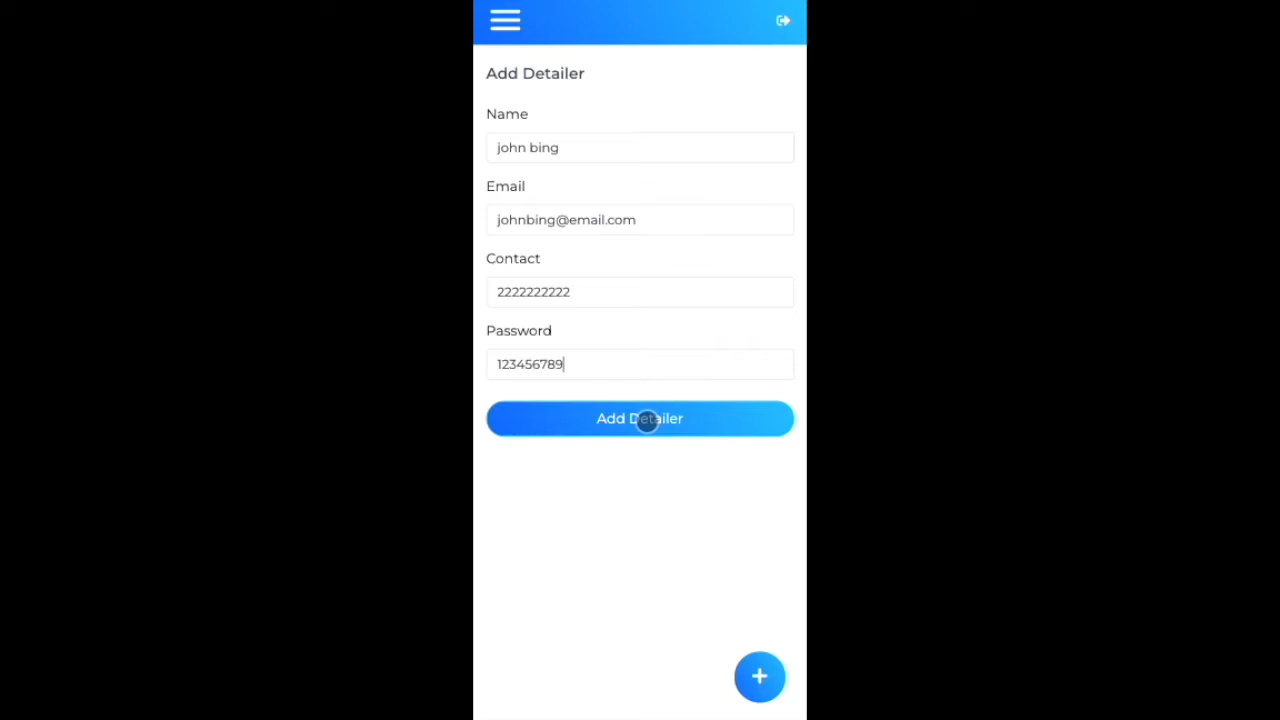 Add Detailer
Name
john bing
Email
johnbing@email.com
Contact
2222222222
Password
123456789
Add Detailer
+